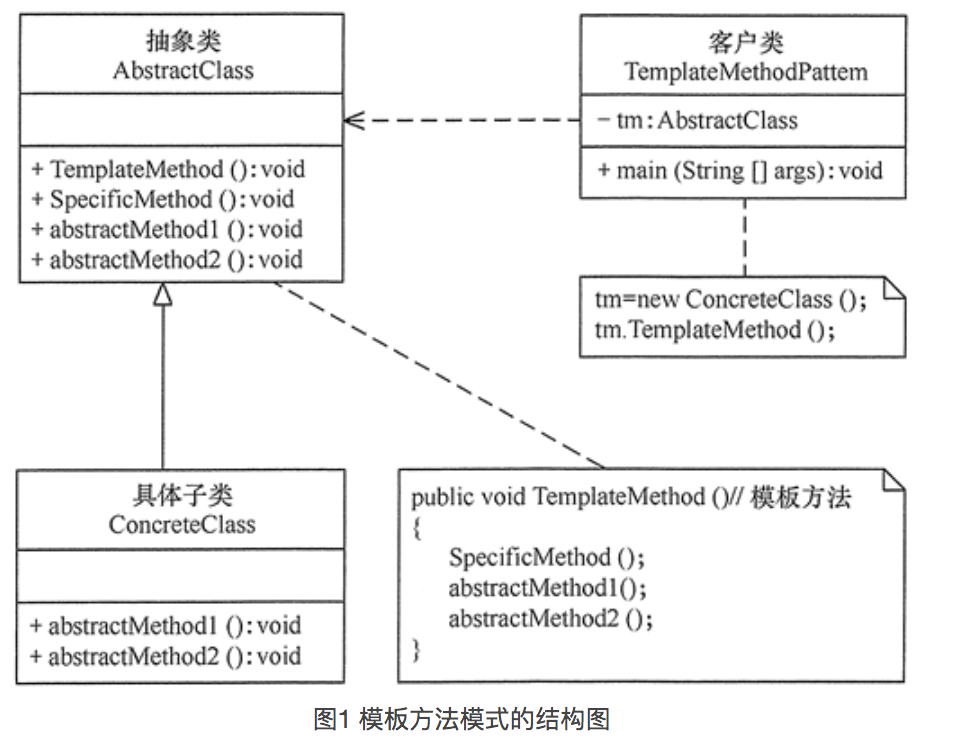 抽象类
AbstractClass
+ TemplateMethod (): void
+ SpecificMethod (): void
+ abstractMethod1 (): void
+ abstractMethod2 (): void
客户类
TemplateMethodPattem
- tm: AbstractClass
+ main (String [] args): void
tm=new ConcreteClass ();
tm.TemplateMethod ();
具体子类
ConcreteClass
+ abstractMethod1 (): void
+ abstractMethod2 (): void
public void TemplateMethod ()// 模板方法
{
SpecificMethod ();
abstractMethod1();
abstractMethod2 ();
}
图1 模板方法模式的结构图